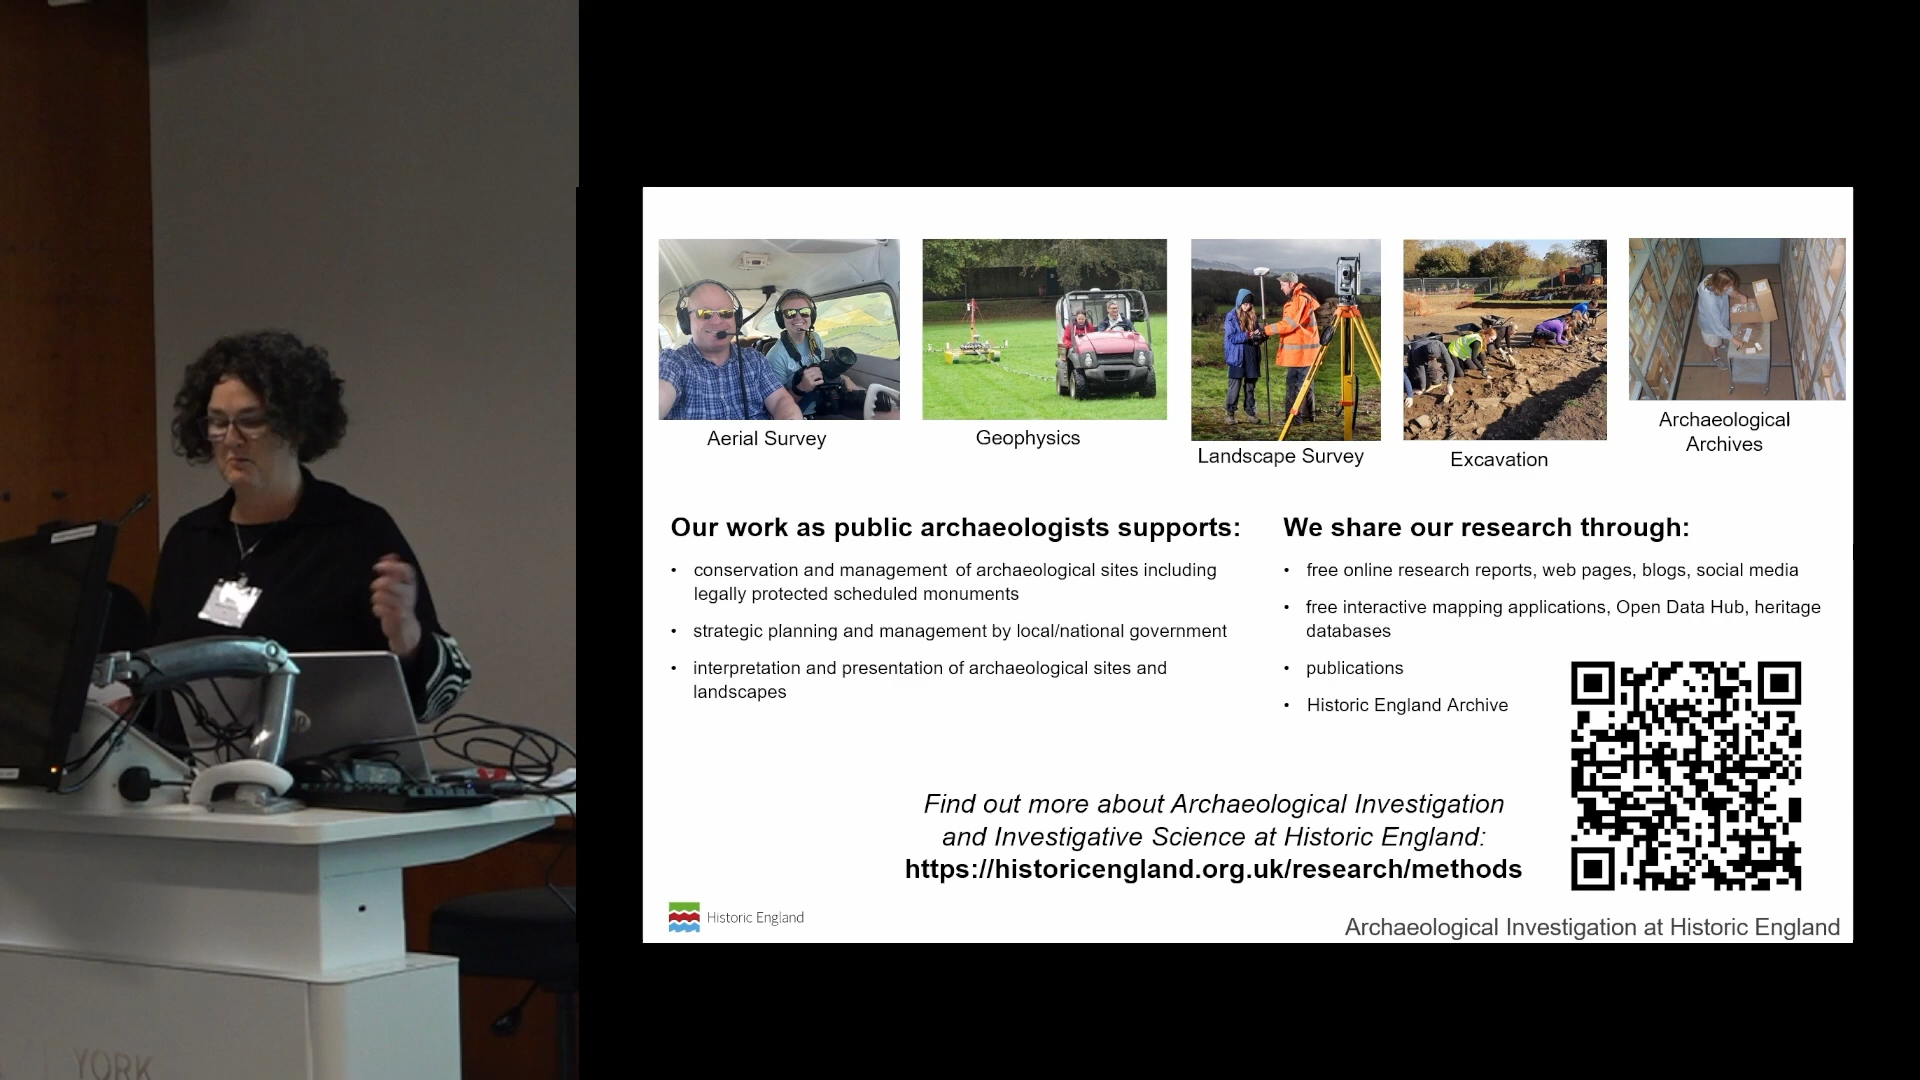 Aerial Survey
Geophysics
Landscape Survey
Excavation
Archaeological
Archives
Our work as public archaeologists supports:
• conservation and management of archaeological sites including
legally protected scheduled monuments
• strategic planning and management by local/national government
• interpretation and presentation of archaeological sites and
landscapes
We share our research through:
• free online research reports, web pages, blogs, social media
• free interactive mapping applications, Open Data Hub, heritage
databases
• publications
• Historic England Archive
Find out more about Archaeological Investigation
and Investigative Science at Historic England:
https://historicengland.org.uk/research/methods
Historic England
Archaeological Investigation at Historic England
YORK